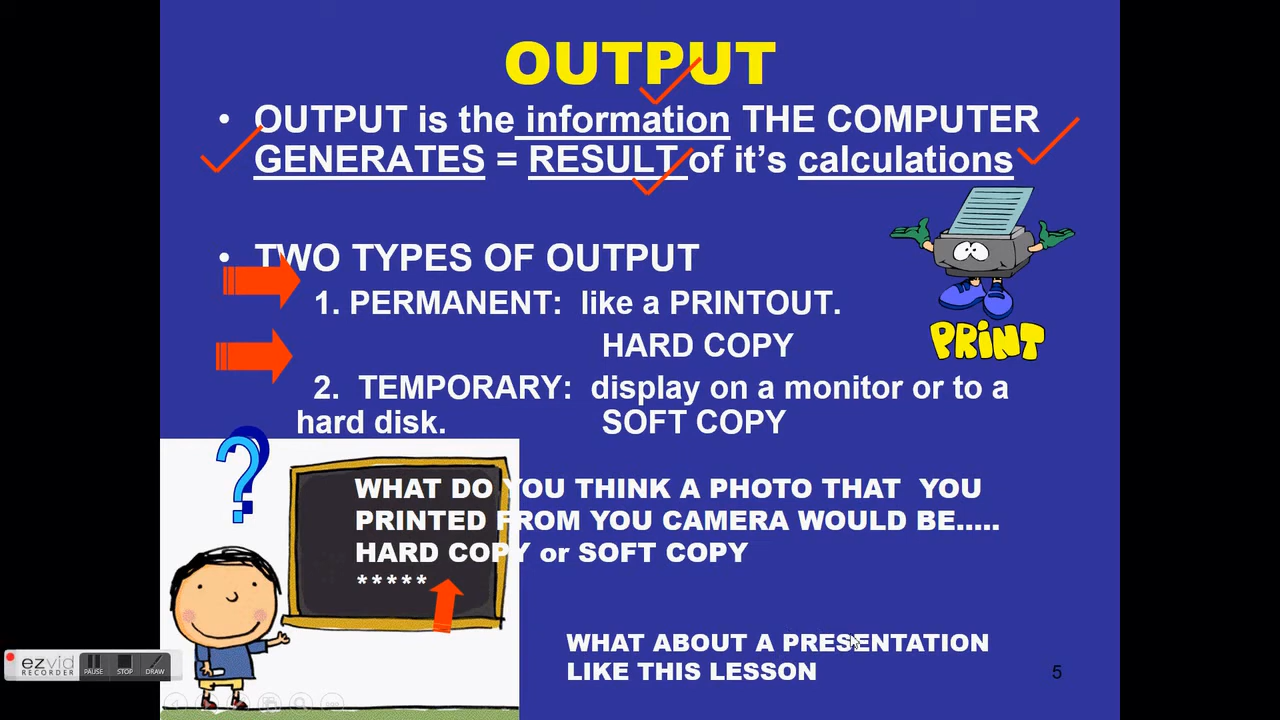 OUTPUT
• OUTPUT is the information THE COMPUTER
GENERATES = RESULT of it's calculations
• TWO TYPES OF OUTPUT
1. PERMANENT: like a PRINTOUT.
HARD COPY
PRINT
2. TEMPORARY: display on a monitor or to a
hard disk. SOFT COPY
?
WHAT DO YOU THINK A PHOTO THAT YOU
PRINTED FROM YOU CAMERA WOULD BE.....
HARD COPY or SOFT COPY
*****
WHAT ABOUT A PRESENTATION
LIKE THIS LESSON
5
ezvid
RECORDER
PAUSE STOP DRAW